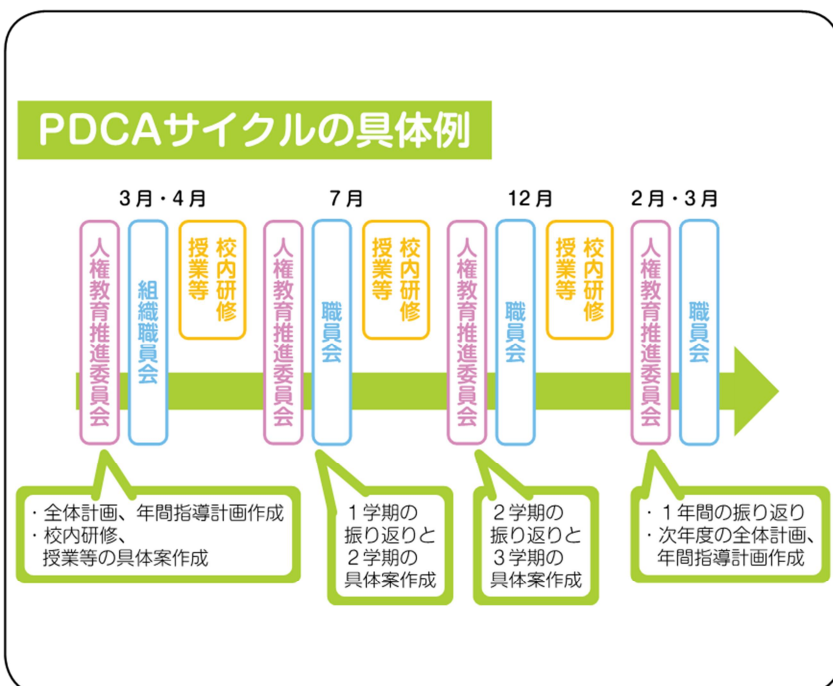 PDCAサイクルの具体例
3月・4月
7月
12月
2月・3月
人権教育推進委員会
組織職員会
校内研修
授業等
人権教育推進委員会
職員会
校内研修
授業等
人権教育推進委員会
職員会
校内研修
授業等
人権教育推進委員会
職員会
・全体計画、年間指導計画作成
・校内研修、
授業等の具体案作成
1学期の
振り返りと
2学期の
具体案作成
2学期の
振り返りと
3学期の
具体案作成
・1年間の振り返り
・次年度の全体計画、
年間指導計画作成